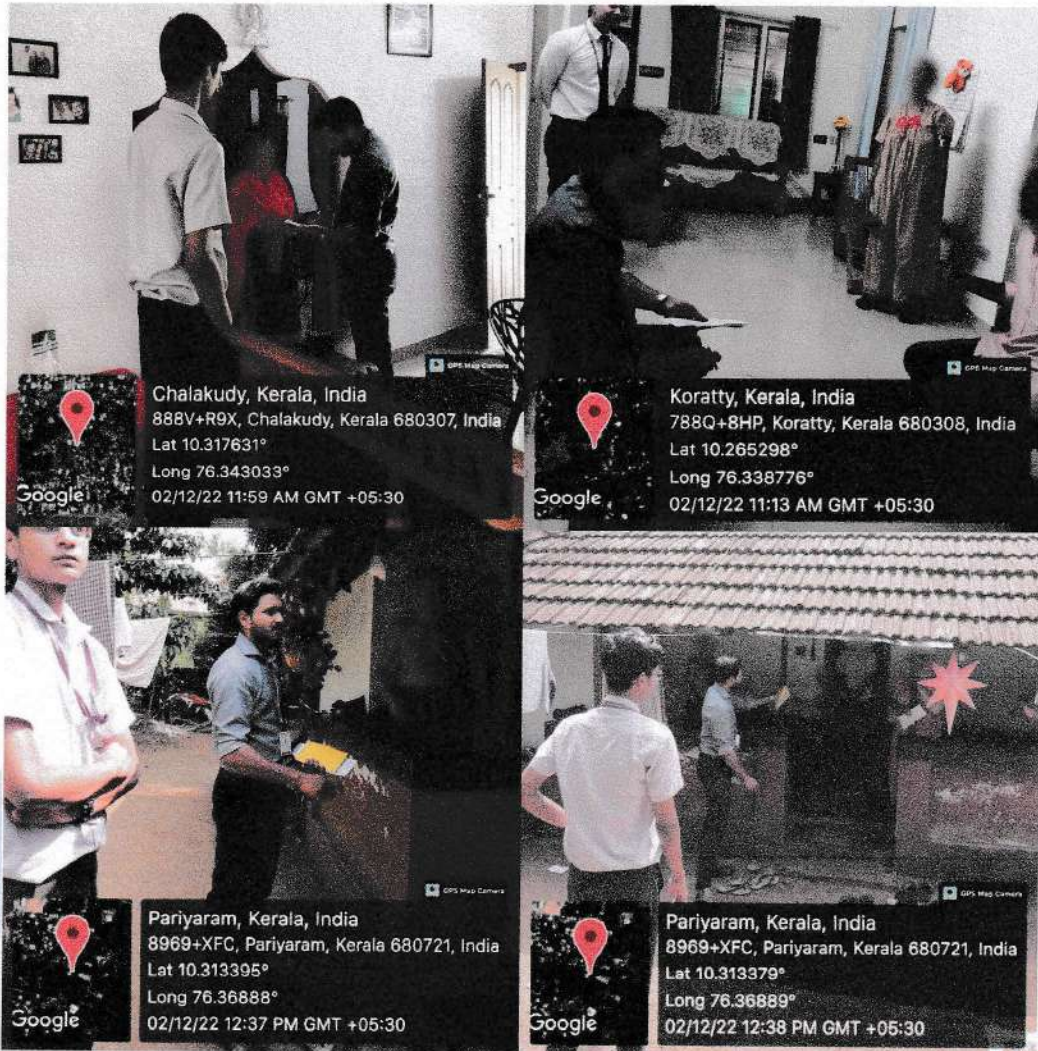 GPS Map Camera
Chalakudy, Kerala, India
888V+R9X, Chalakudy, Kerala 680307, India
Lat 10.317631°
Long 76.343033°
02/12/22 11:59 AM GMT +05:30
Google
GPS Map Camera
Koratty, Kerala, India
788Q+8HP, Koratty, Kerala 680308, India
Lat 10.265298°
Long 76.338776°
02/12/22 11:13 AM GMT +05:30
Google
GPS Map Camera
Pariyaram, Kerala, India
8969+XFC, Pariyaram, Kerala 680721, India
Lat 10.313395°
Long 76.36888°
02/12/22 12:37 PM GMT +05:30
Google
GPS Map Camera
Pariyaram, Kerala, India
8969+XFC, Pariyaram, Kerala 680721, India
Lat 10.313379°
Long 76.36889°
02/12/22 12:38 PM GMT +05:30
Google